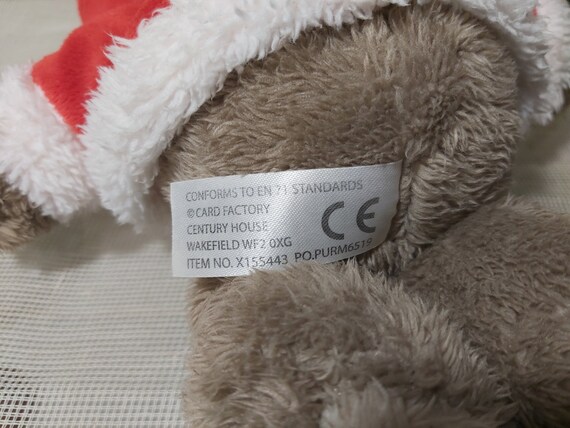 CONFORMS TO EN 71 STANDARDS
© CARD FACTORY
CENTURY HOUSE
WAKEFIELD WF2 0XG
CE
ITEM NO. X155443 PO.PURM6519